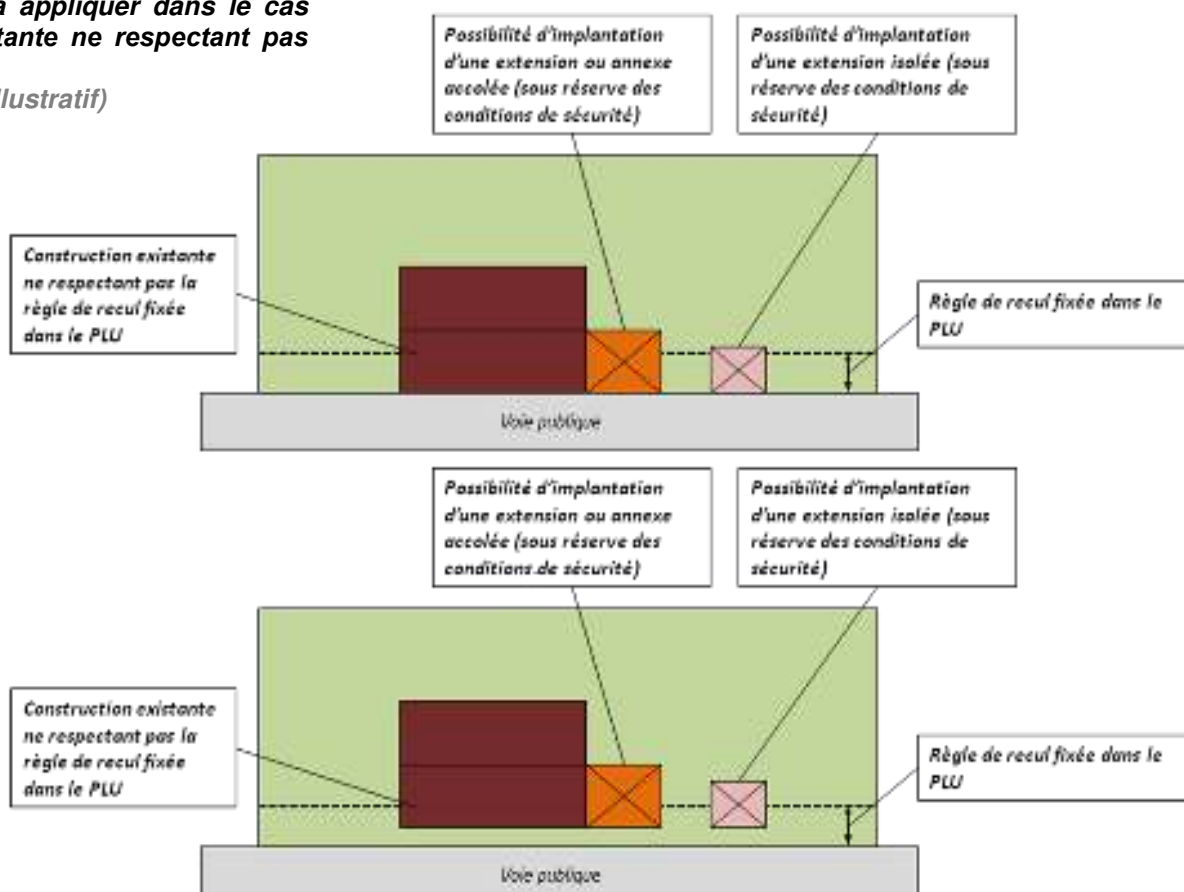 à appliquer dans le cas
tante ne respectant pas
llustratif)
Possibilité d'implantation
d'une extension ou annexe
accolée (sous réserve des
conditions de sécurité)
Possibilité d'implantation
d'une extension isolée (sous
réserve des conditions de
sécurité)
Construction existante
ne respectant pas la
règle de recul fixée
dans le PLU
Règle de recul fixée dans le
PLU
Voie publique
Possibilité d'implantation
d'une extension ou annexe
accolée (sous réserve des
conditions de sécurité)
Possibilité d'implantation
d'une extension isolée (sous
réserve des conditions de
sécurité)
Construction existante
ne respectant pas la
règle de recul fixée
dans le PLU
Règle de recul fixée dans le
PLU
Voie publique